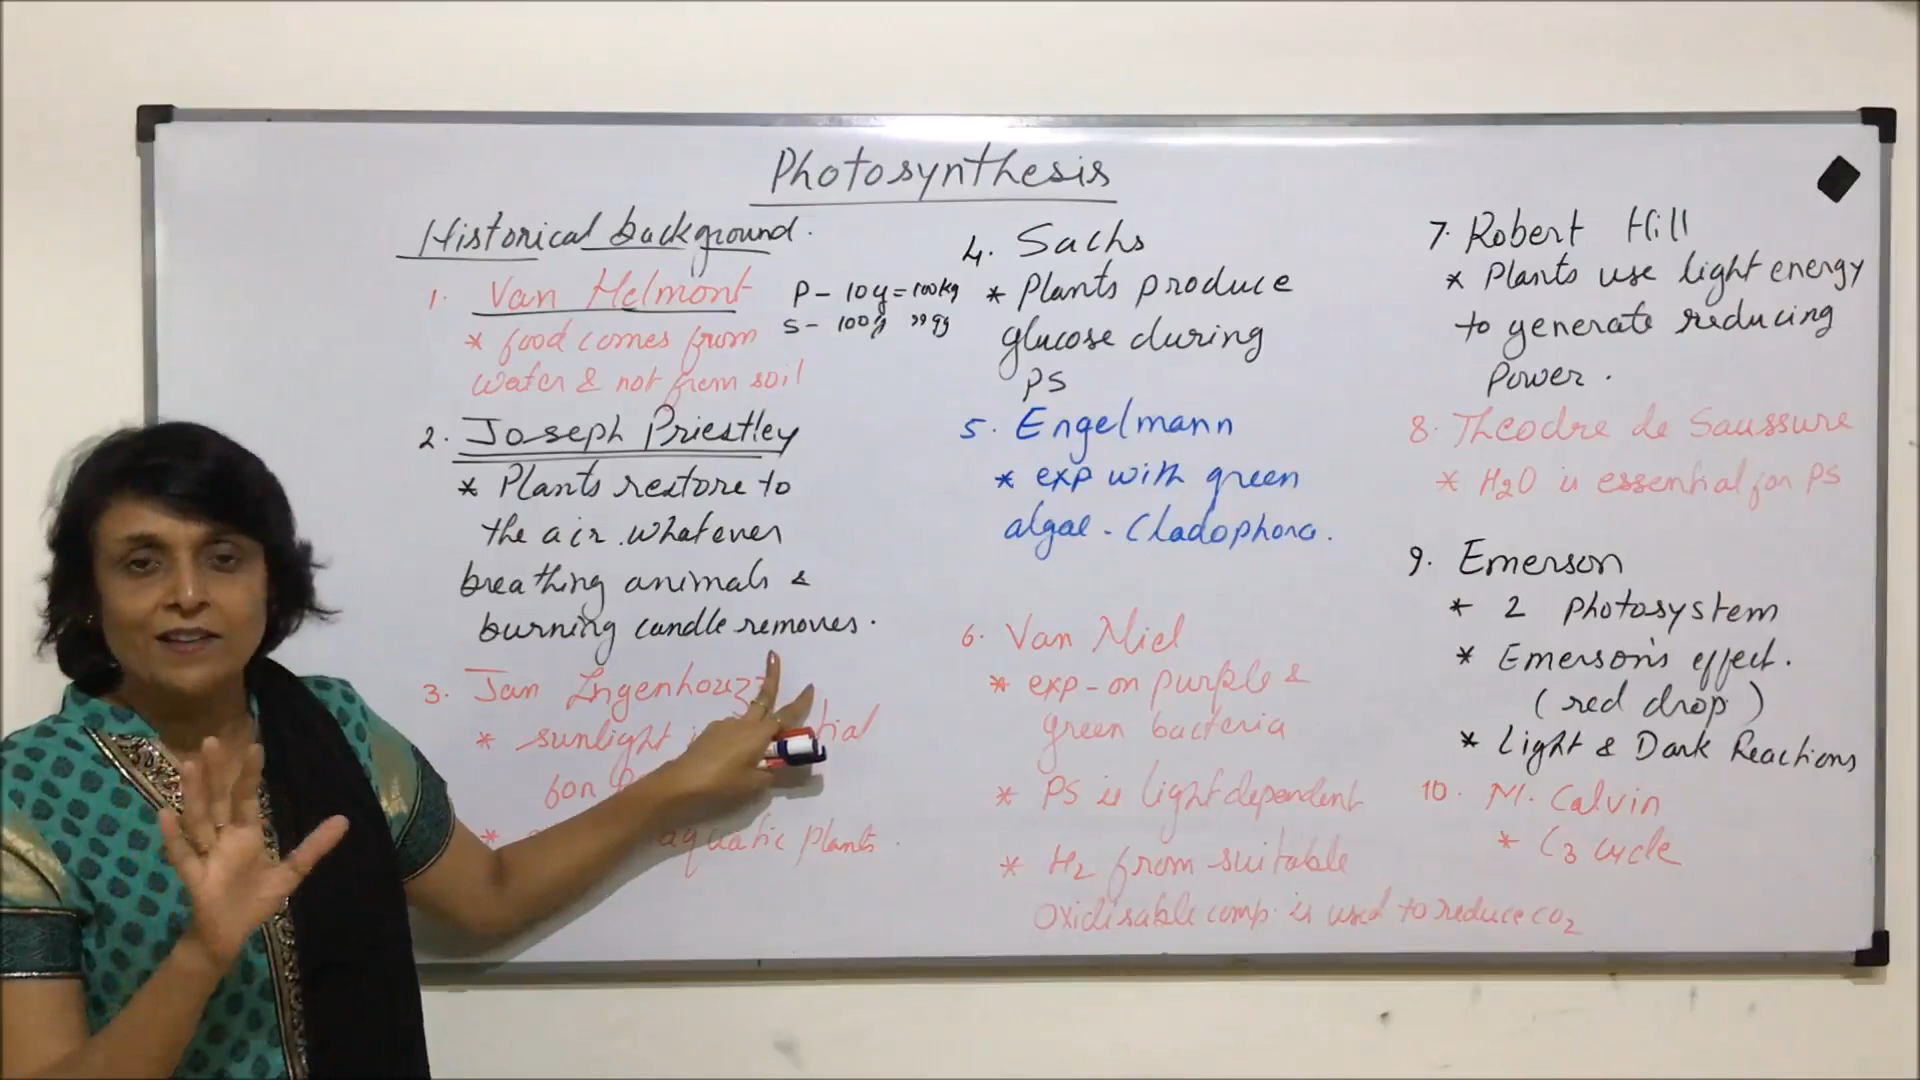 Photosynthesis
Historical background.
1. Van Helmont
* food comes from
water & not from soil
P - 10y = 100kg
S - 100g 99g
2. Joseph Priestley
* Plants restore to
the air whatever
breathing animals &
burning candle removes.
3. Jan Ingenhouz
* sunlight
for
* aquatic plants.
4. Sachs
* Plants produce
glucose during
PS
5. Engelmann
* exp with green
algae - Cladophora.
6. Van Niel
* exp - on purple &
green bacteria
* PS is light dependent
* H2 from suitable
oxidisable comp. is used to reduce CO2
7. Robert Hill
* Plants use light energy
to generate reducing
Power.
8. Theodre de Saussure
* H2O is essential for PS
9. Emerson
* 2 Photosystem
* Emerson's effect.
(red drop)
* Light & Dark Reactions
10. M. Calvin
* C3 cycle